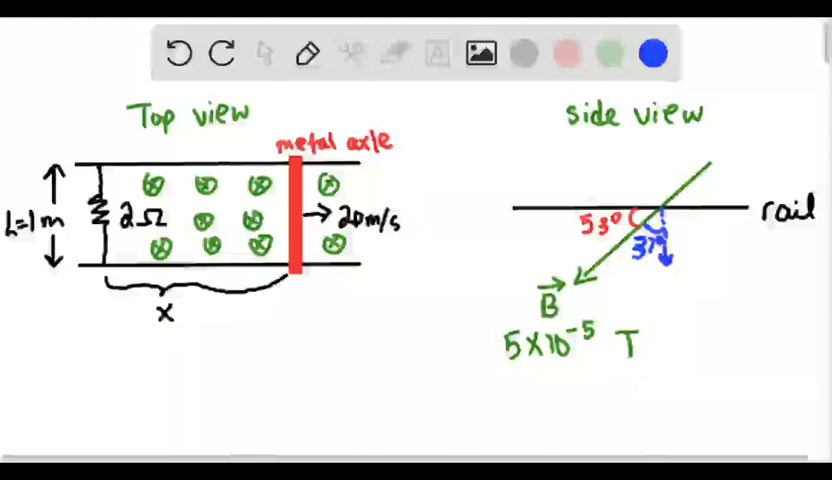 A
Top view
side view
metal axle
L=1m
2Ω
20m/s
x
rail
53°
37°
B
5×10⁻⁵ T